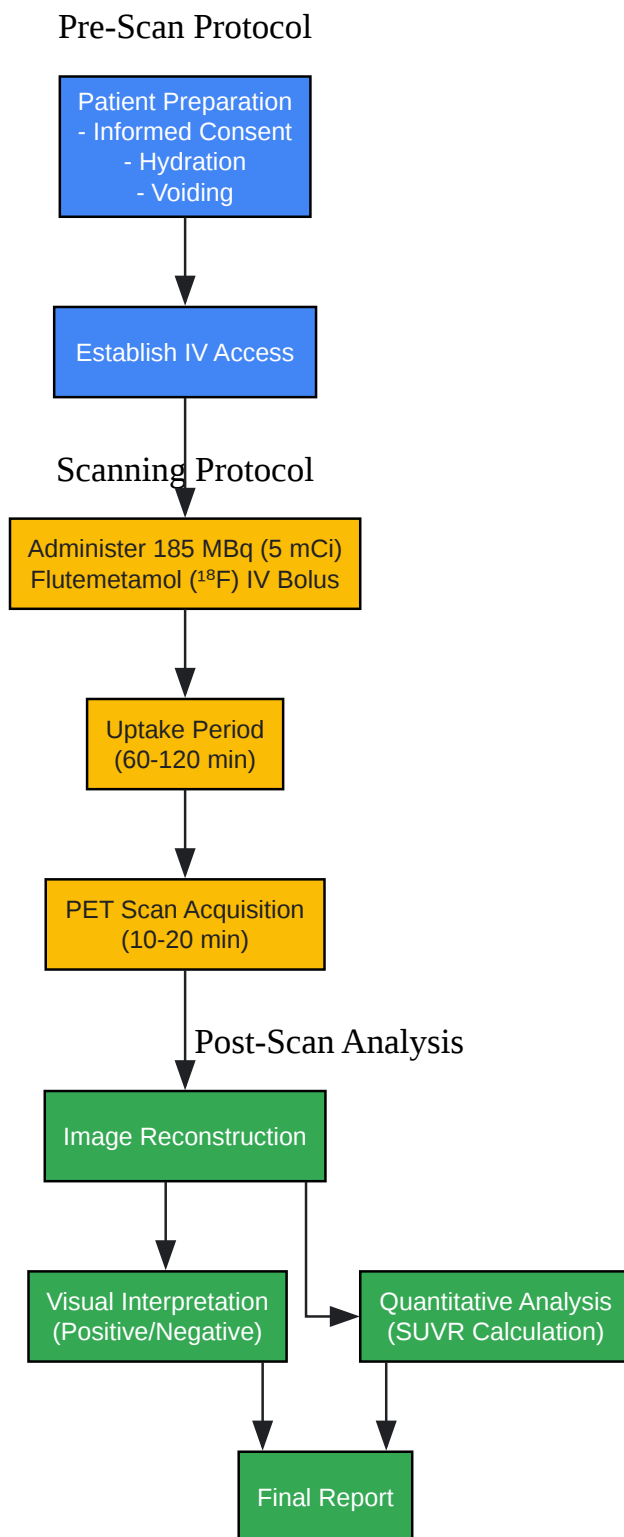 Pre-Scan Protocol
Patient Preparation
- Informed Consent
- Hydration
- Voiding
Establish IV Access
Scanning Protocol
Administer 185 MBq (5 mCi)
Flutemetamol (¹⁸F) IV Bolus
Uptake Period
(60-120 min)
PET Scan Acquisition
(10-20 min)
Post-Scan Analysis
Image Reconstruction
Visual Interpretation
(Positive/Negative)
Quantitative Analysis
(SUVR Calculation)
Final Report